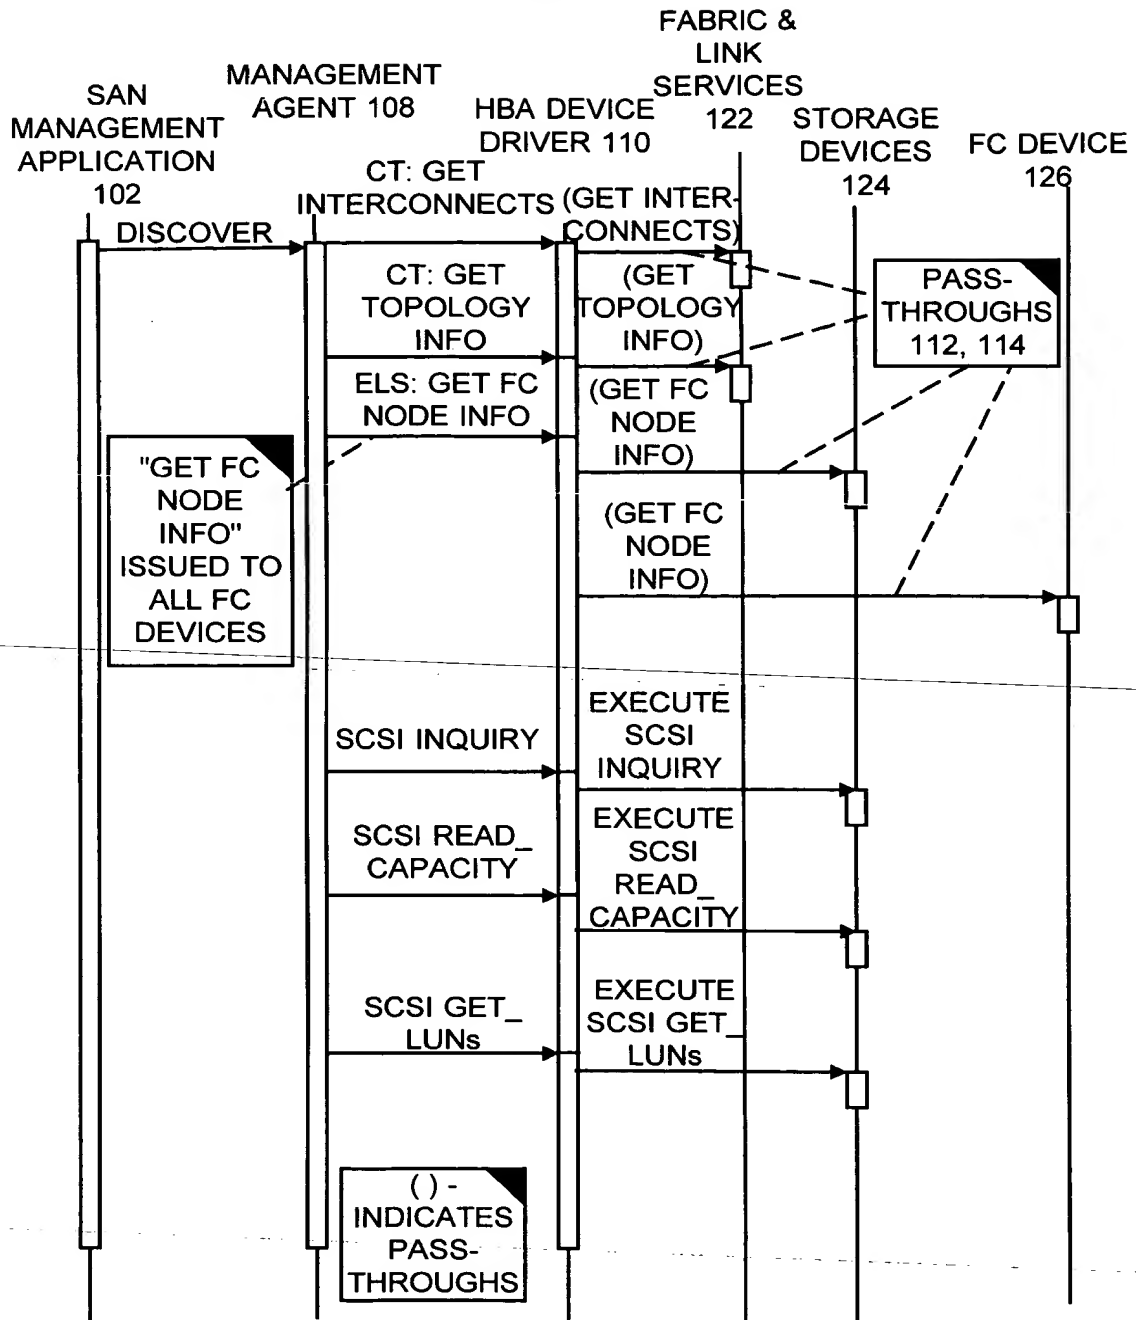 FABRIC &
LINK
SERVICES
122
MANAGEMENT
AGENT 108
SAN
MANAGEMENT
APPLICATION
102
HBA DEVICE
DRIVER 110
STORAGE
DEVICES
124
FC DEVICE
126
DISCOVER
CT: GET
INTERCONNECTS
(GET INTER-
CONNECTS)
CT: GET
TOPOLOGY
INFO
(GET
TOPOLOGY
INFO)
PASS-
THROUGHS
112, 114
ELS: GET FC
NODE INFO
(GET FC
NODE
INFO)
"GET FC
NODE
INFO"
ISSUED TO
ALL FC
DEVICES
(GET FC
NODE
INFO)
SCSI INQUIRY
EXECUTE
SCSI
INQUIRY
SCSI READ_
CAPACITY
EXECUTE
SCSI
READ_
CAPACITY
SCSI GET_
LUNs
EXECUTE
SCSI GET_
LUNs
( ) -
INDICATES
PASS-
THROUGHS